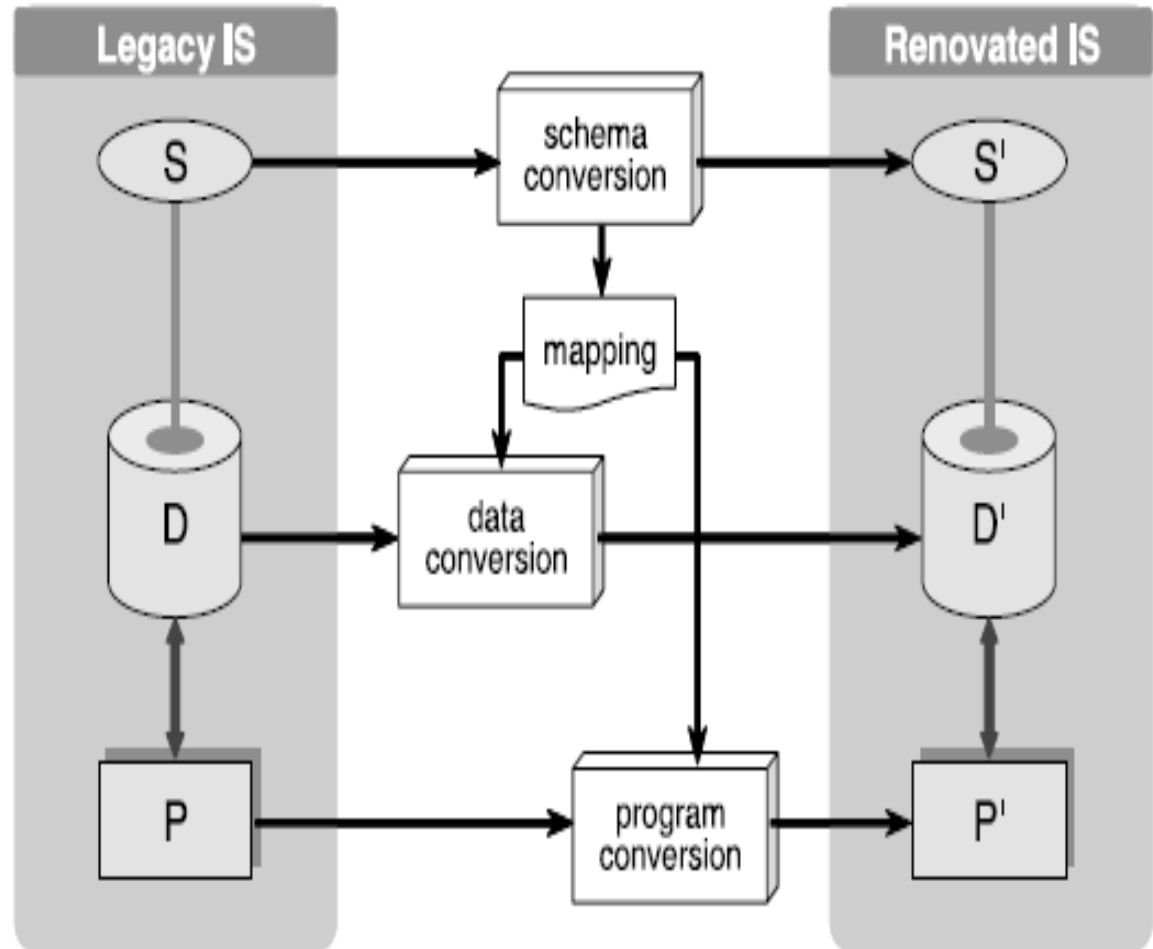 Legacy IS
Renovated IS
S
schema
conversion
S'
mapping
D
data
conversion
D'
P
program
conversion
P'